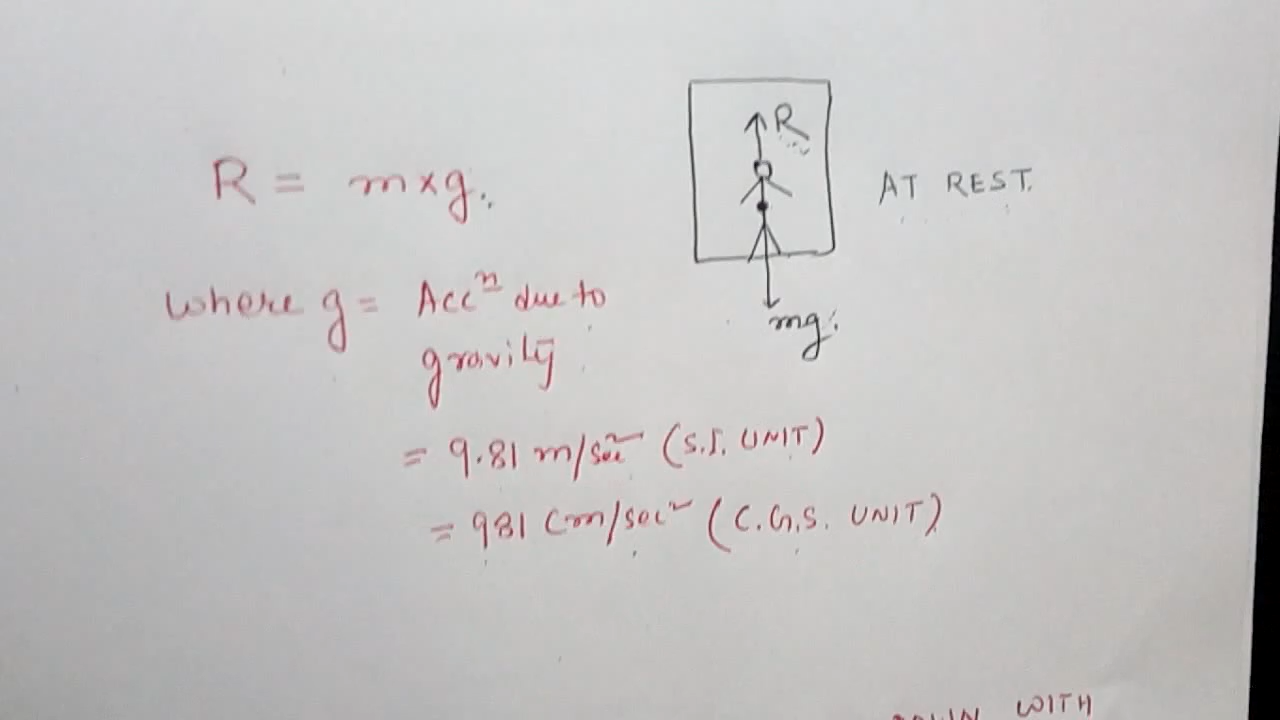 R
R = m×g.
AT REST.
where g = Accⁿ due to
mg.
gravity
= 9.81 m/sec² (S.I. UNIT)
= 981 cm/sec² (C.G.S. UNIT)
WITH